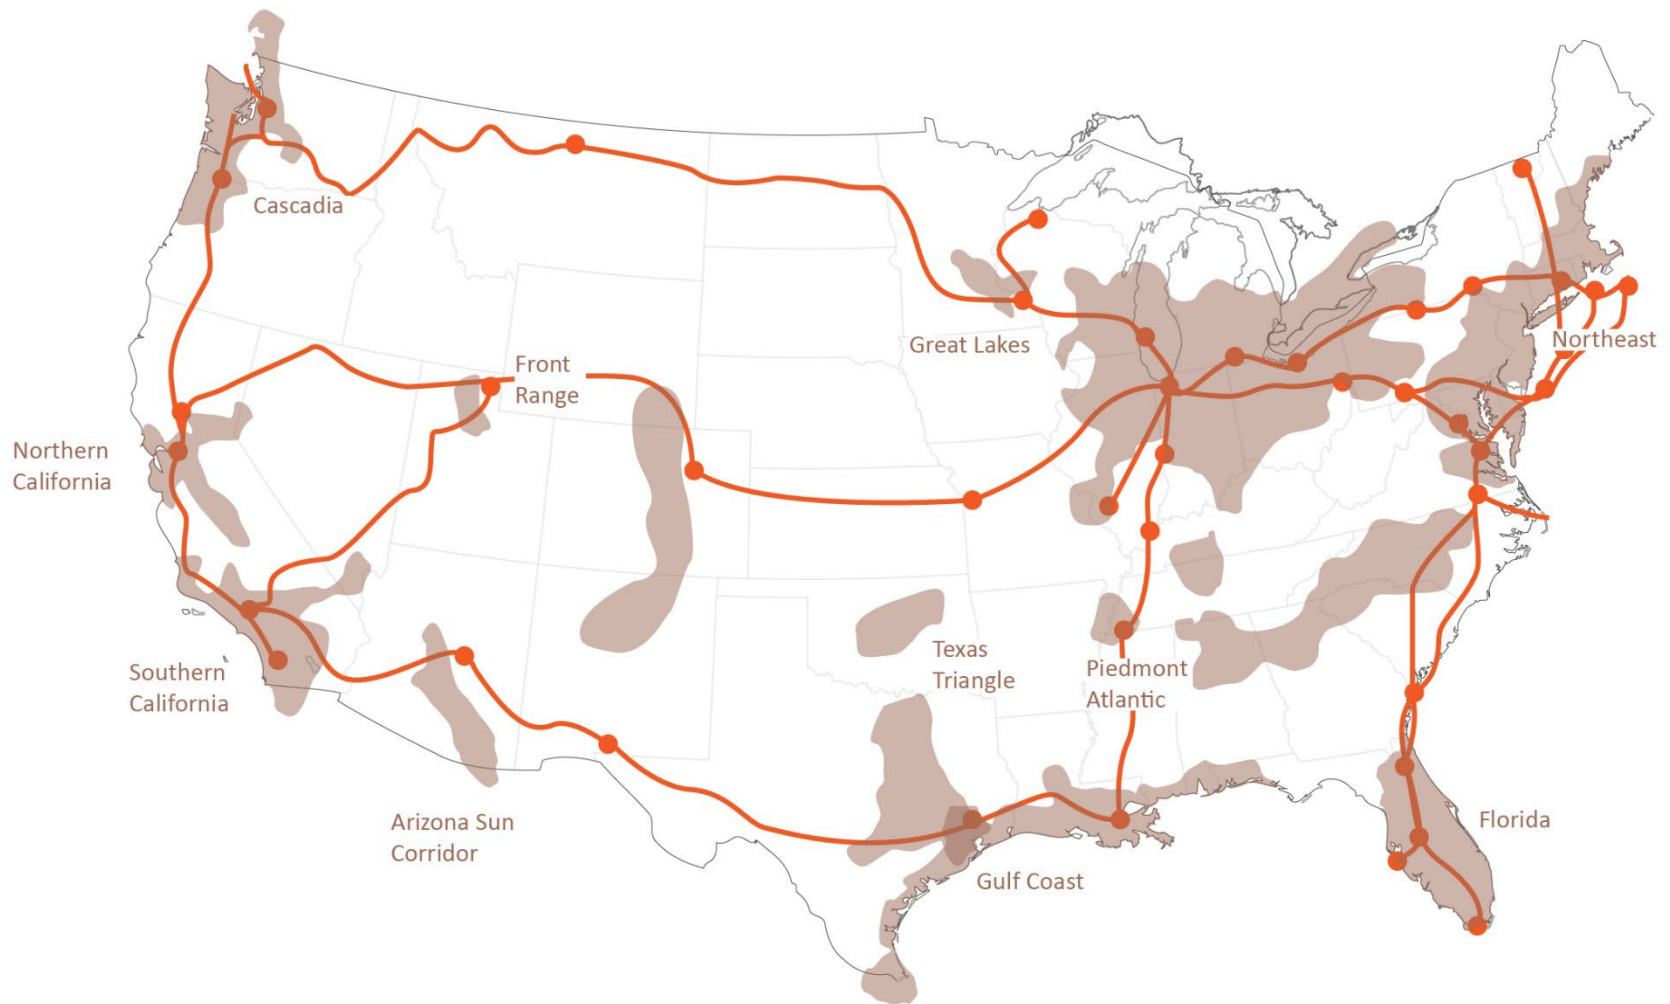 Cascadia
Great Lakes
Northeast
Front
Range
Northern
California
Texas
Triangle
Piedmont
Atlantic
Southern
California
Arizona Sun
Corridor
Florida
Gulf Coast